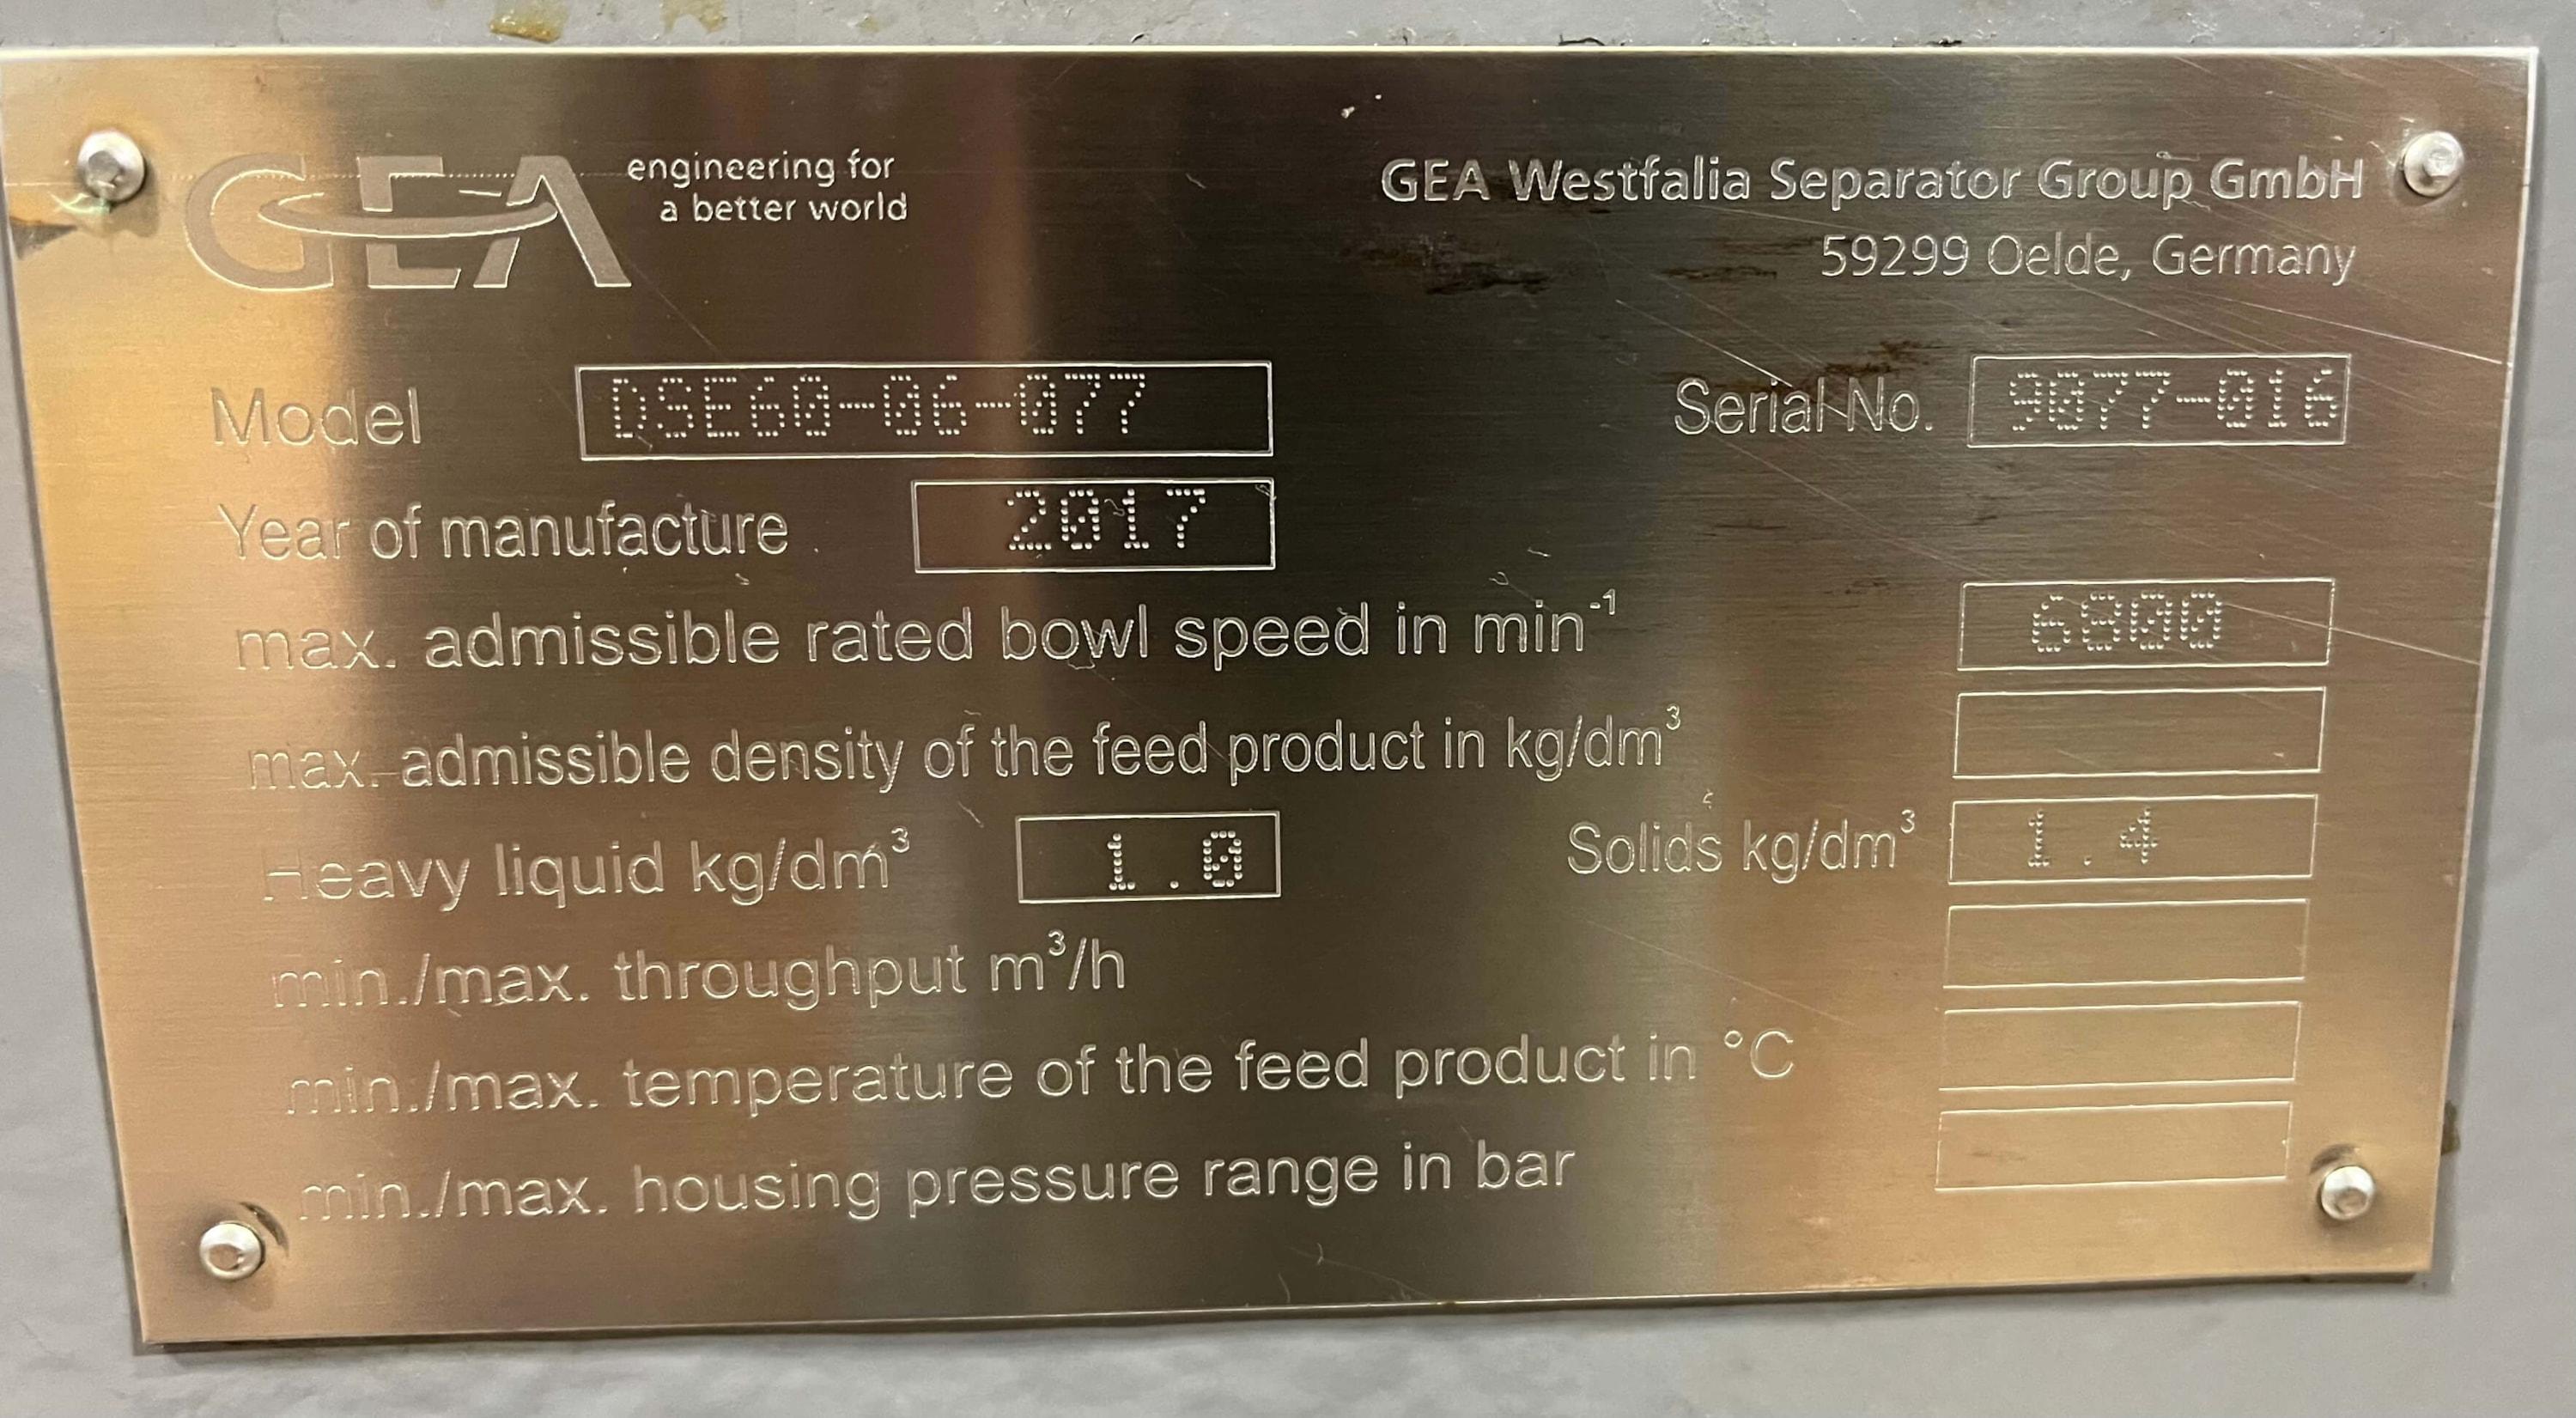 GEA engineering for
a better world
GEA Westfalia Separator Group GmbH
59299 Oelde, Germany
Model DSE60-06-077 Serial No. 9077-016
Year of manufacture 2017
max. admissible rated bowl speed in min⁻¹ 6800
max. admissible density of the feed product in kg/dm³
Heavy liquid kg/dm³ 1.0 Solids kg/dm³ 1.4
min./max. throughput m³/h
min./max. temperature of the feed product in °C
min./max. housing pressure range in bar